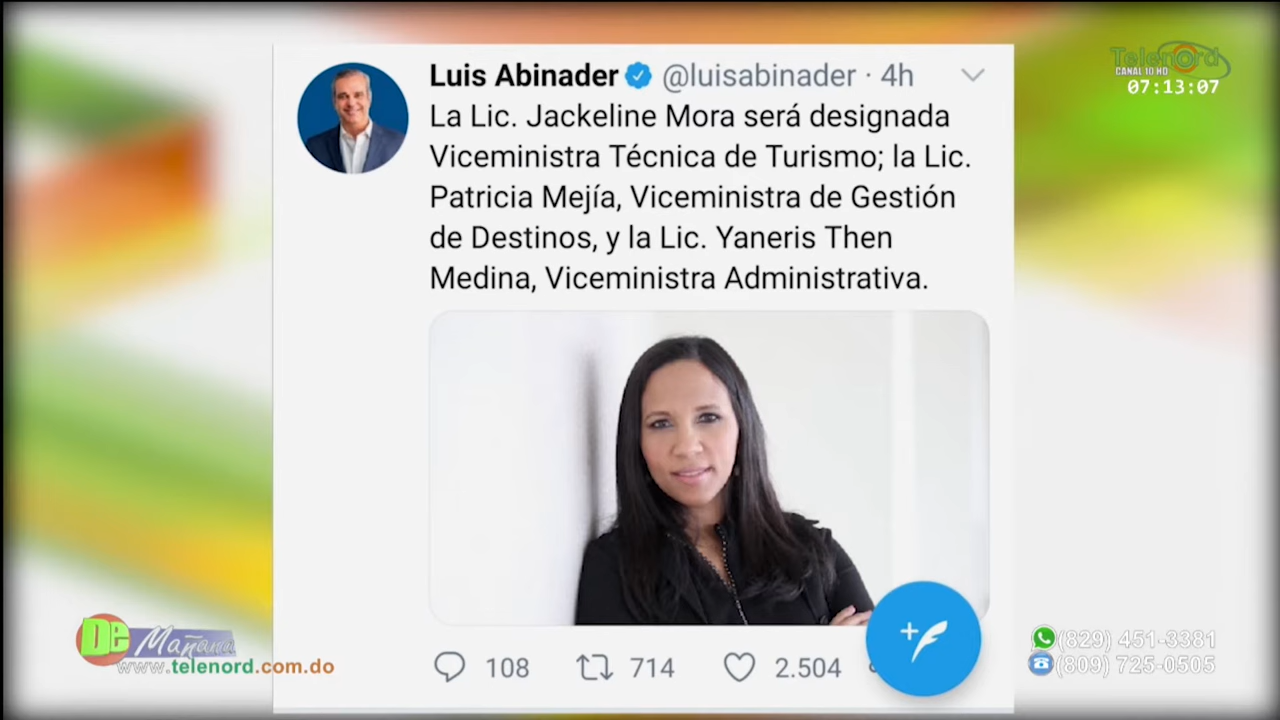 Luis Abinader @luisabinader · 4h
La Lic. Jackeline Mora será designada
Viceministra Técnica de Turismo; la Lic.
Patricia Mejía, Viceministra de Gestión
de Destinos, y la Lic. Yaneris Then
Medina, Viceministra Administrativa.
108 714 2.504
Telenord
CANAL 10 HD
07:13:07
De Mañana
www.telenord.com.do
(829) 451-3381
(809) 725-0505